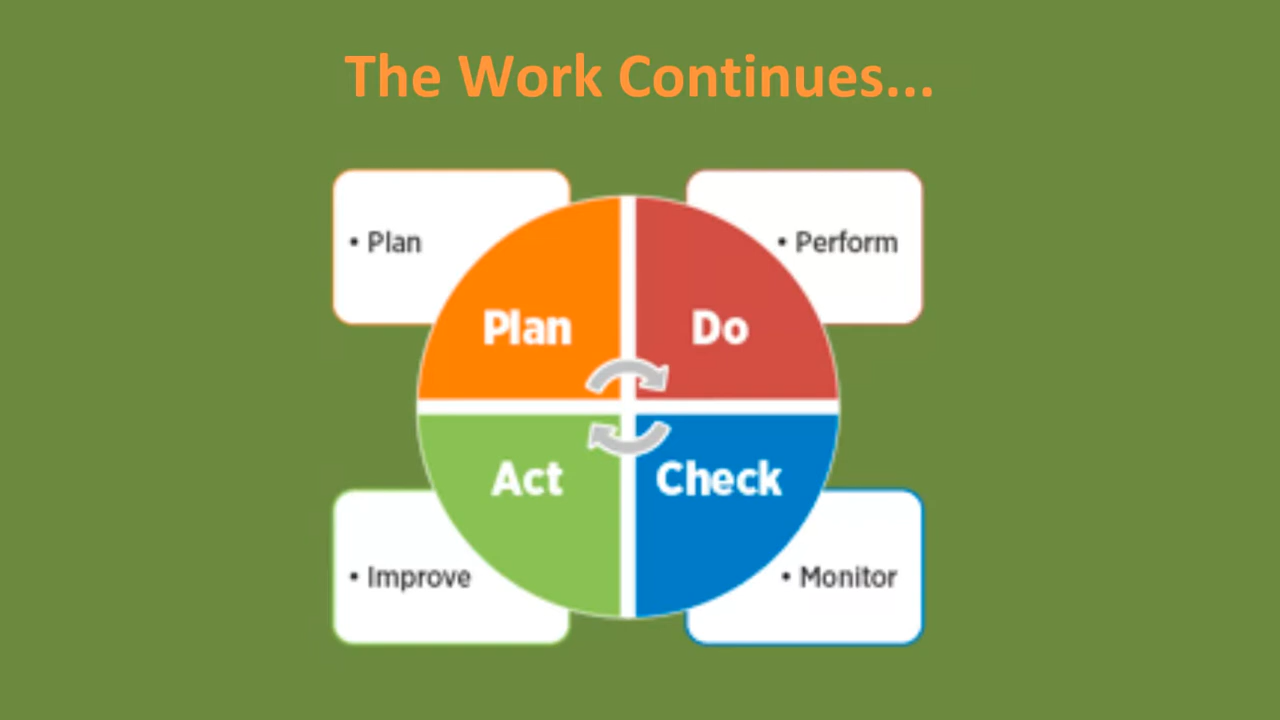 The Work Continues...
• Plan
• Perform
Plan
Do
Act
Check
• Improve
• Monitor